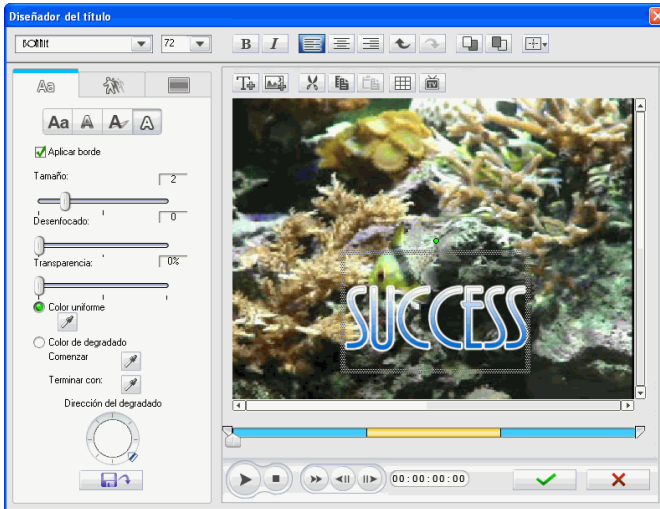 Diseñador del título
72
B I
TV
Aa
Aa A A A
Aplicar borde
Tamaño: 2
Desenfocado: 0
Transparencia: 0%
Color uniforme
Color de degradado
Comenzar
Terminar con:
Dirección del degradado
SUCCESS
00:00:00:00